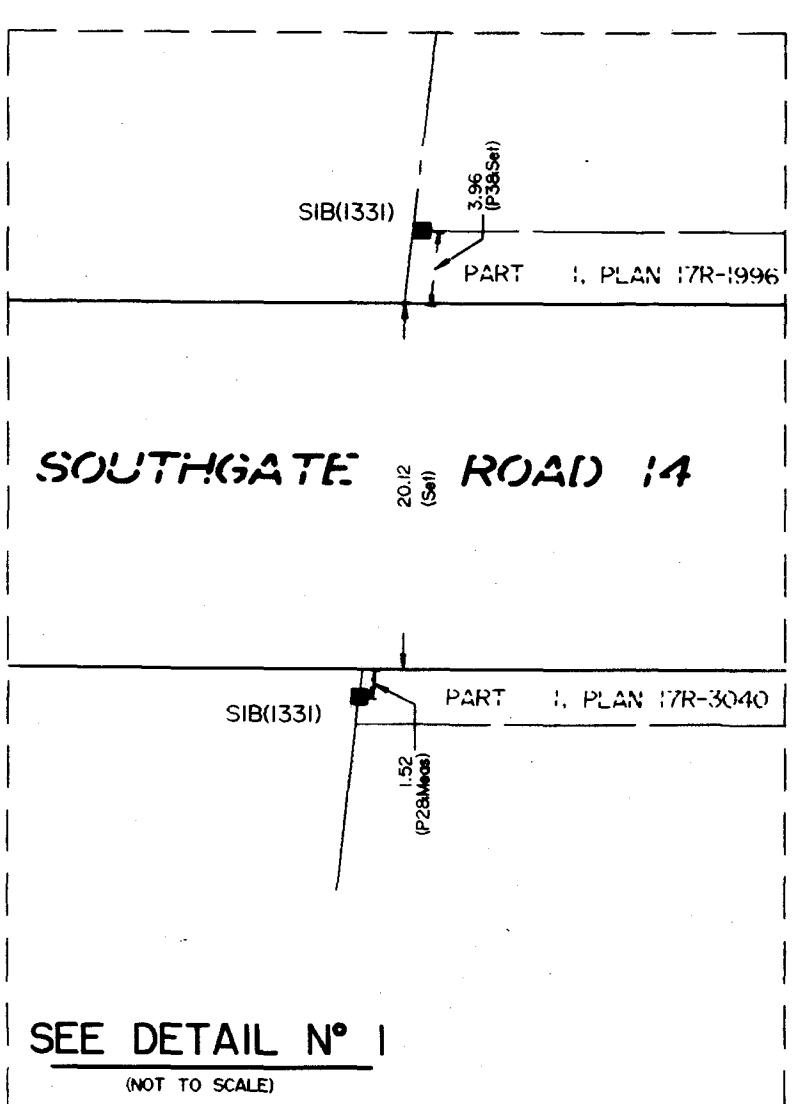 3.96
(P3&Set)
SIB(1331)
PART 1, PLAN 17R-1996
SOUTHGATE ROAD 14
20.12
(Set)
SIB(1331)
PART 1, PLAN 17R-3040
1.52
(P2&Meas)
SEE DETAIL Nº 1
(NOT TO SCALE)